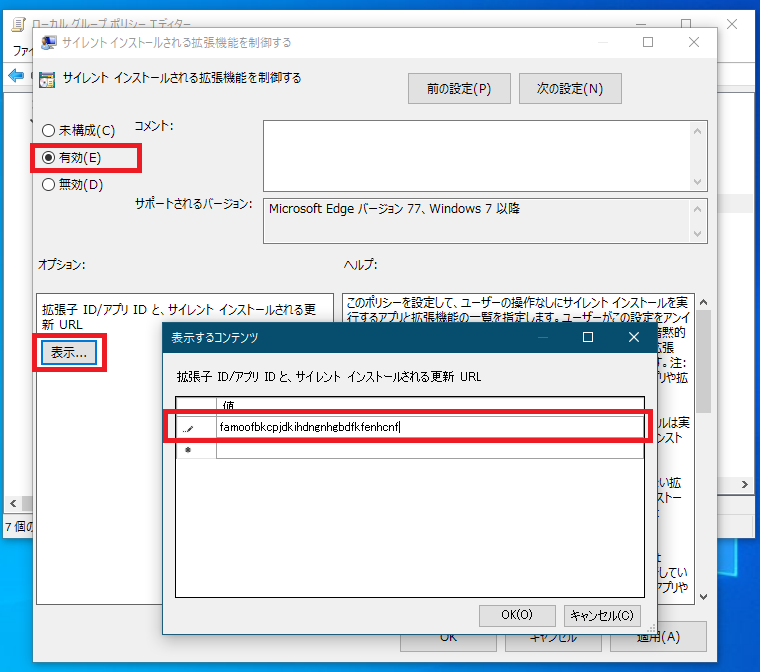 ローカル グループ ポリシー エディター
サイレント インストールされる拡張機能を制御する
サイレント インストールされる拡張機能を制御する
前の設定(P)
次の設定(N)
未構成(C)
コメント:
有効(E)
無効(D)
サポートされるバージョン:
Microsoft Edge バージョン 77、Windows 7 以降
オプション:
ヘルプ:
拡張子 ID/アプリ ID と、サイレント インストールされる更
新 URL
表示...
このポリシーを設定して、ユーザーの操作なしにサイレント インストールを実
行するアプリと拡張機能の一覧を指定します。ユーザーがこの設定をアンイ
表示するコンテンツ
拡張子 ID/アプリ ID と、サイレント インストールされる更新 URL
値
famoofbkcpjdkihdngnhgbdfkfenhcnf
OK(O)
キャンセル(C)
OK
キャンセル
適用(A)